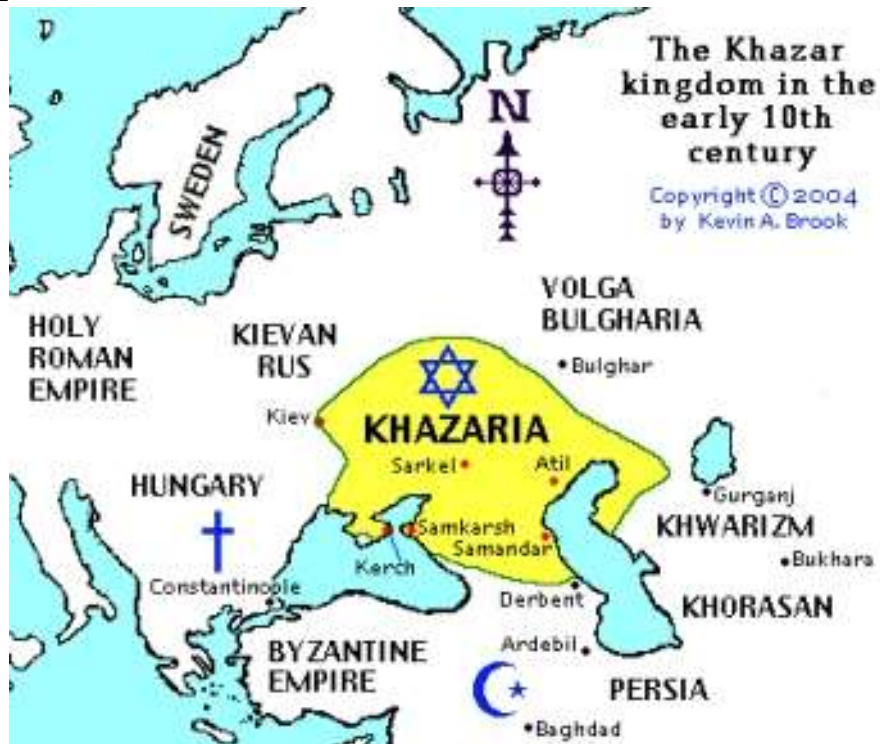 The Khazar
kingdom in the
early 10th
century
Copyright © 2004
by Kevin A. Brook
N
SWEDEN
VOLGA
BULGHARIA
HOLY
ROMAN
EMPIRE
KIEVAN
RUS
Bulghar
Kiev
KHAZARIA
Sarkel
Atil
HUNGARY
Gurganj
KHWARIZM
Samkarsh
Samandar
Kerch
Bukhara
Constantinople
Derbent
KHORASAN
Ardebil
BYZANTINE
EMPIRE
PERSIA
Baghdad